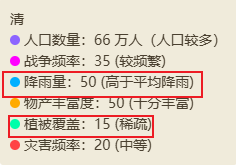 清
人口数量：66 万人（人口较多）
战争频率：35 (较频繁)
降雨量：50 (高于平均降雨)
物产丰富度：50 (十分丰富)
植被覆盖：15 (稀疏)
灾害频率：20 (中等)